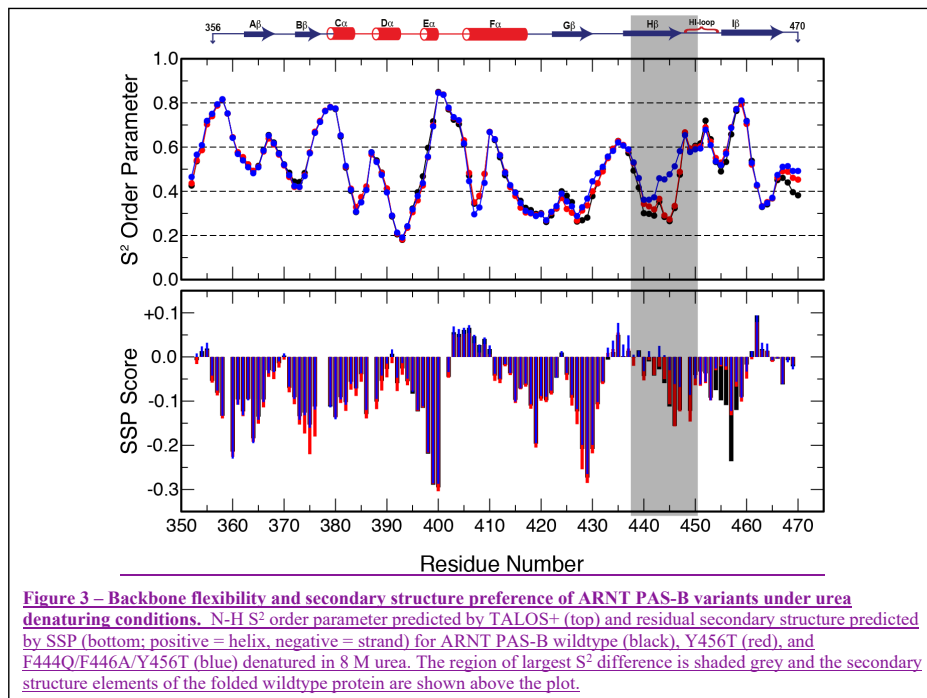 356 Aβ Bβ Cα Dα Eα Fα Gβ Hβ HI-loop Iβ 470
1.0
0.8
0.6
0.4
0.2
0.0
S² Order Parameter
+0.1
0.0
-0.1
-0.2
-0.3
SSP Score
350 360 370 380 390 400 410 420 430 440 450 460 470
Residue Number
Figure 3 – Backbone flexibility and secondary structure preference of ARNT PAS-B variants under urea
denaturing conditions. N-H S² order parameter predicted by TALOS+ (top) and residual secondary structure predicted
by SSP (bottom; positive = helix, negative = strand) for ARNT PAS-B wildtype (black), Y456T (red), and
F444Q/F446A/Y456T (blue) denatured in 8 M urea. The region of largest S² difference is shaded grey and the secondary
structure elements of the folded wildtype protein are shown above the plot.